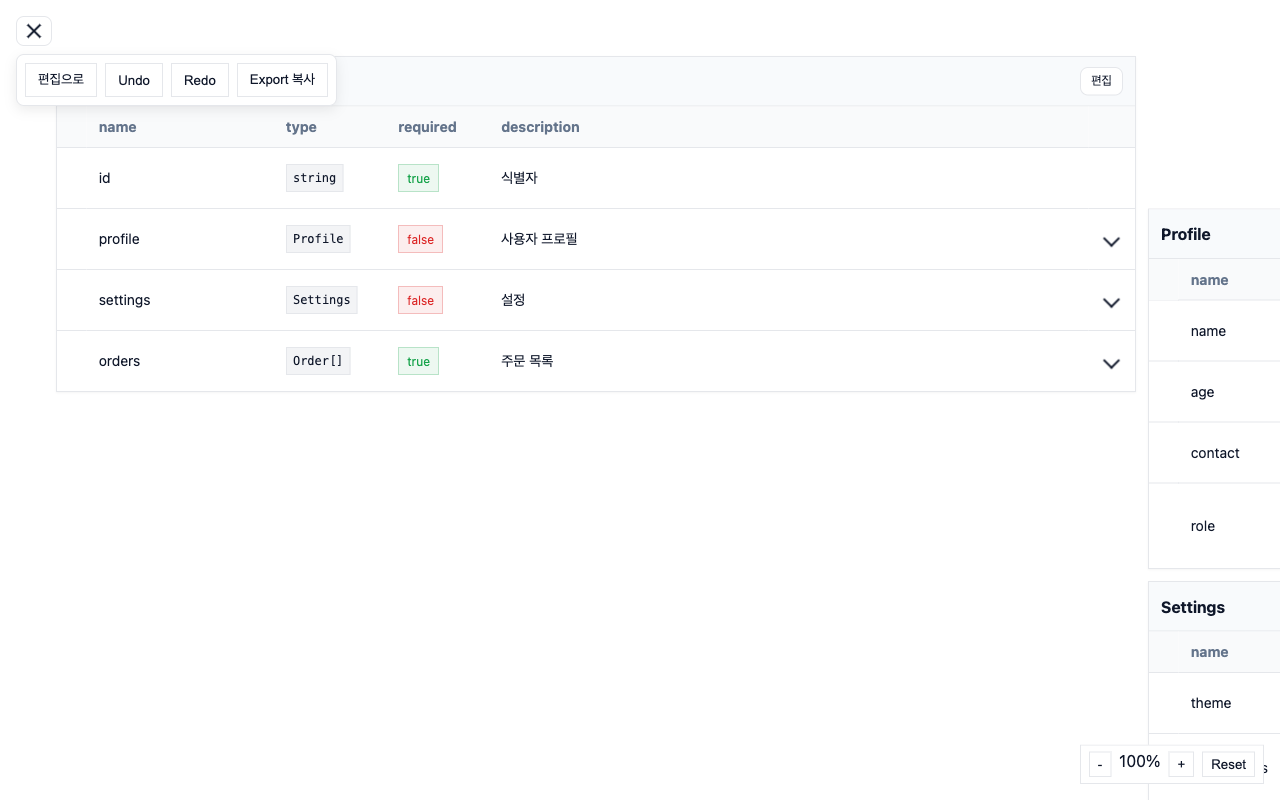 편집으로 Undo Redo Export 복사
편집
name type required description
id string true 식별자
profile Profile false 사용자 프로필
settings Settings false 설정
orders Order[] true 주문 목록
Profile
name
name
age
contact
role
Settings
name
theme
- 100% + Reset
s